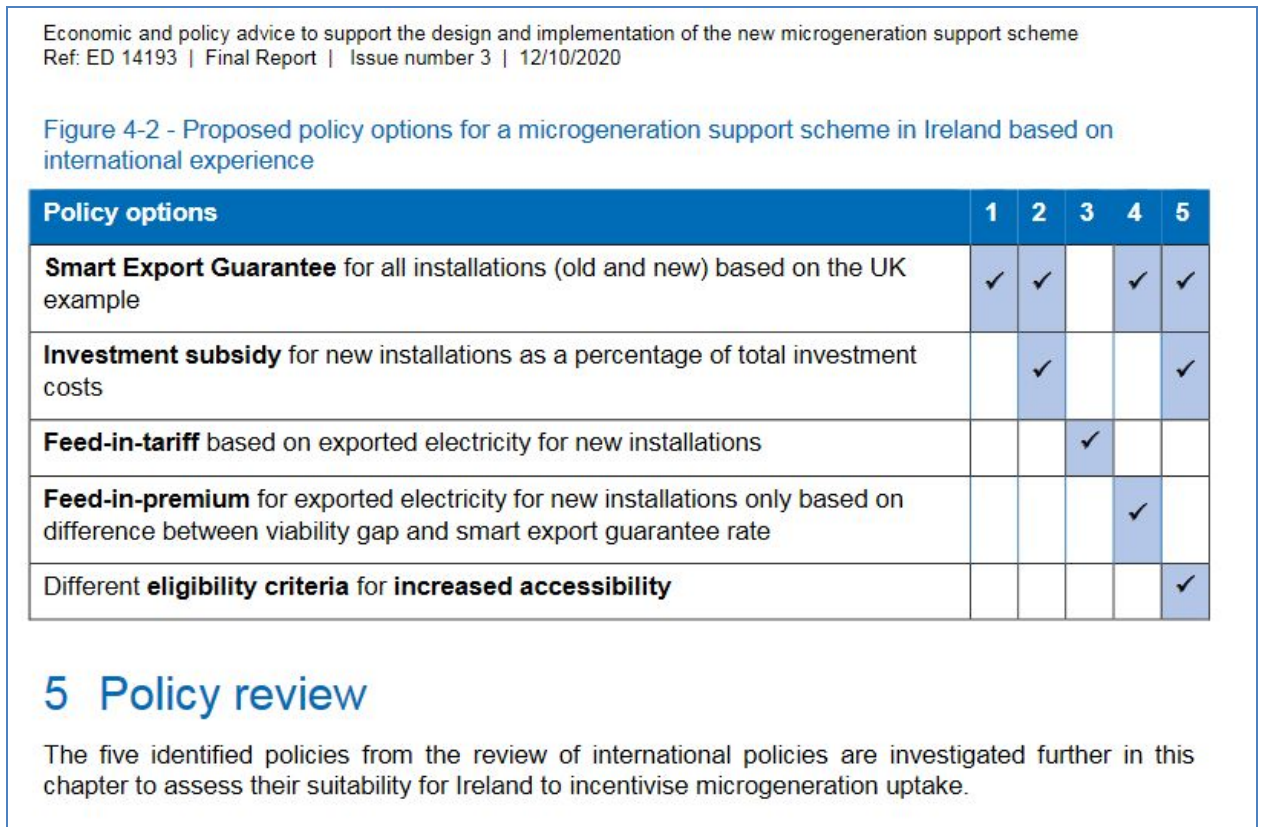 Economic and policy advice to support the design and implementation of the new microgeneration support scheme
Ref: ED 14193 | Final Report | Issue number 3 | 12/10/2020
Figure 4-2 - Proposed policy options for a microgeneration support scheme in Ireland based on
international experience
Policy options 1 2 3 4 5
Smart Export Guarantee for all installations (old and new) based on the UK
example ✓ ✓ ✓ ✓
Investment subsidy for new installations as a percentage of total investment
costs ✓ ✓
Feed-in-tariff based on exported electricity for new installations ✓
Feed-in-premium for exported electricity for new installations only based on
difference between viability gap and smart export guarantee rate ✓
Different eligibility criteria for increased accessibility ✓
5 Policy review
The five identified policies from the review of international policies are investigated further in this
chapter to assess their suitability for Ireland to incentivise microgeneration uptake.